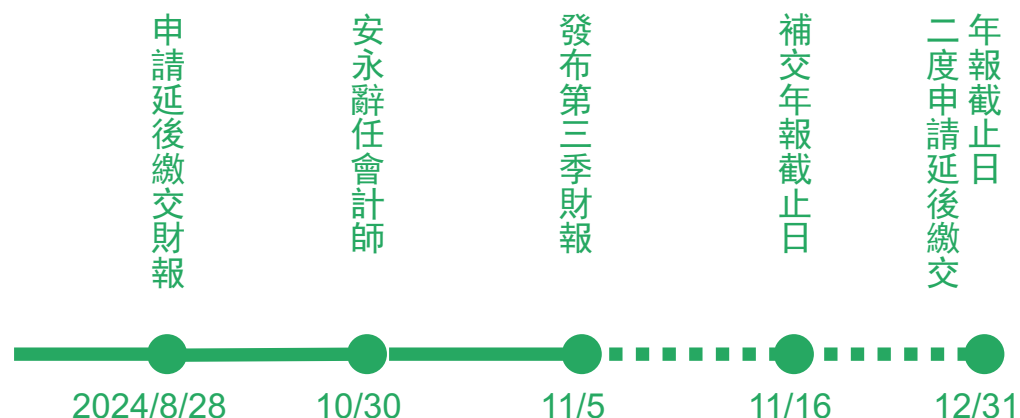 申請延後繳交財報
安永辭任會計師
發布第三季財報
補交年報截止日
年報截止日
二度申請延後繳交
2024/8/28
10/30
11/5
11/16
12/31